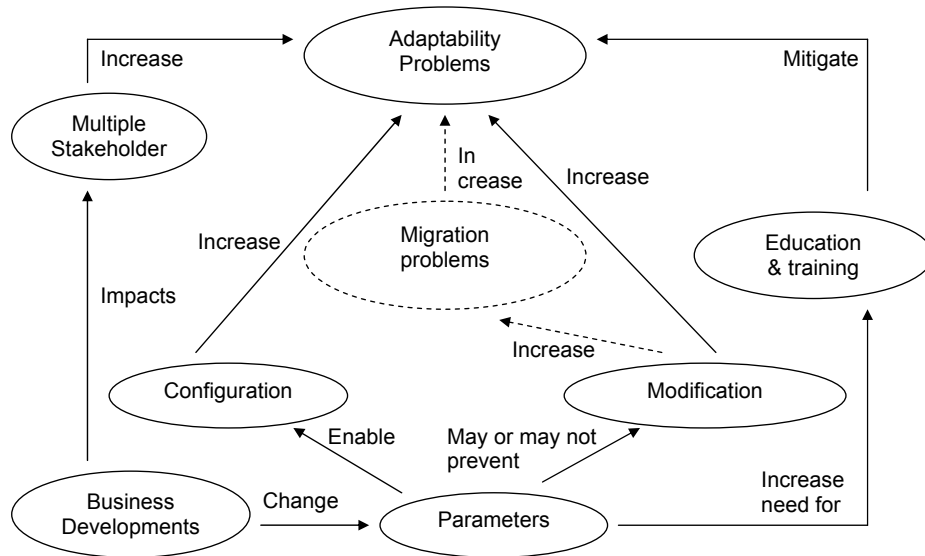 Adaptability
Problems
Increase
Mitigate
Multiple
Stakeholder
In
crease
Increase
Increase
Migration
problems
Education
& training
Impacts
Increase
Configuration
Modification
Enable
May or may not
prevent
Increase
need for
Business
Developments
Change
Parameters